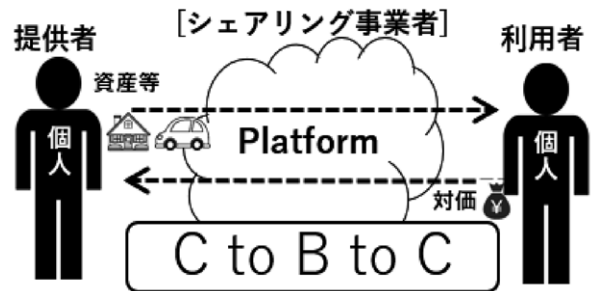 [シェアリング事業者]
提供者
利用者
資産等
個人
Platform
個人
対価
¥
C to B to C